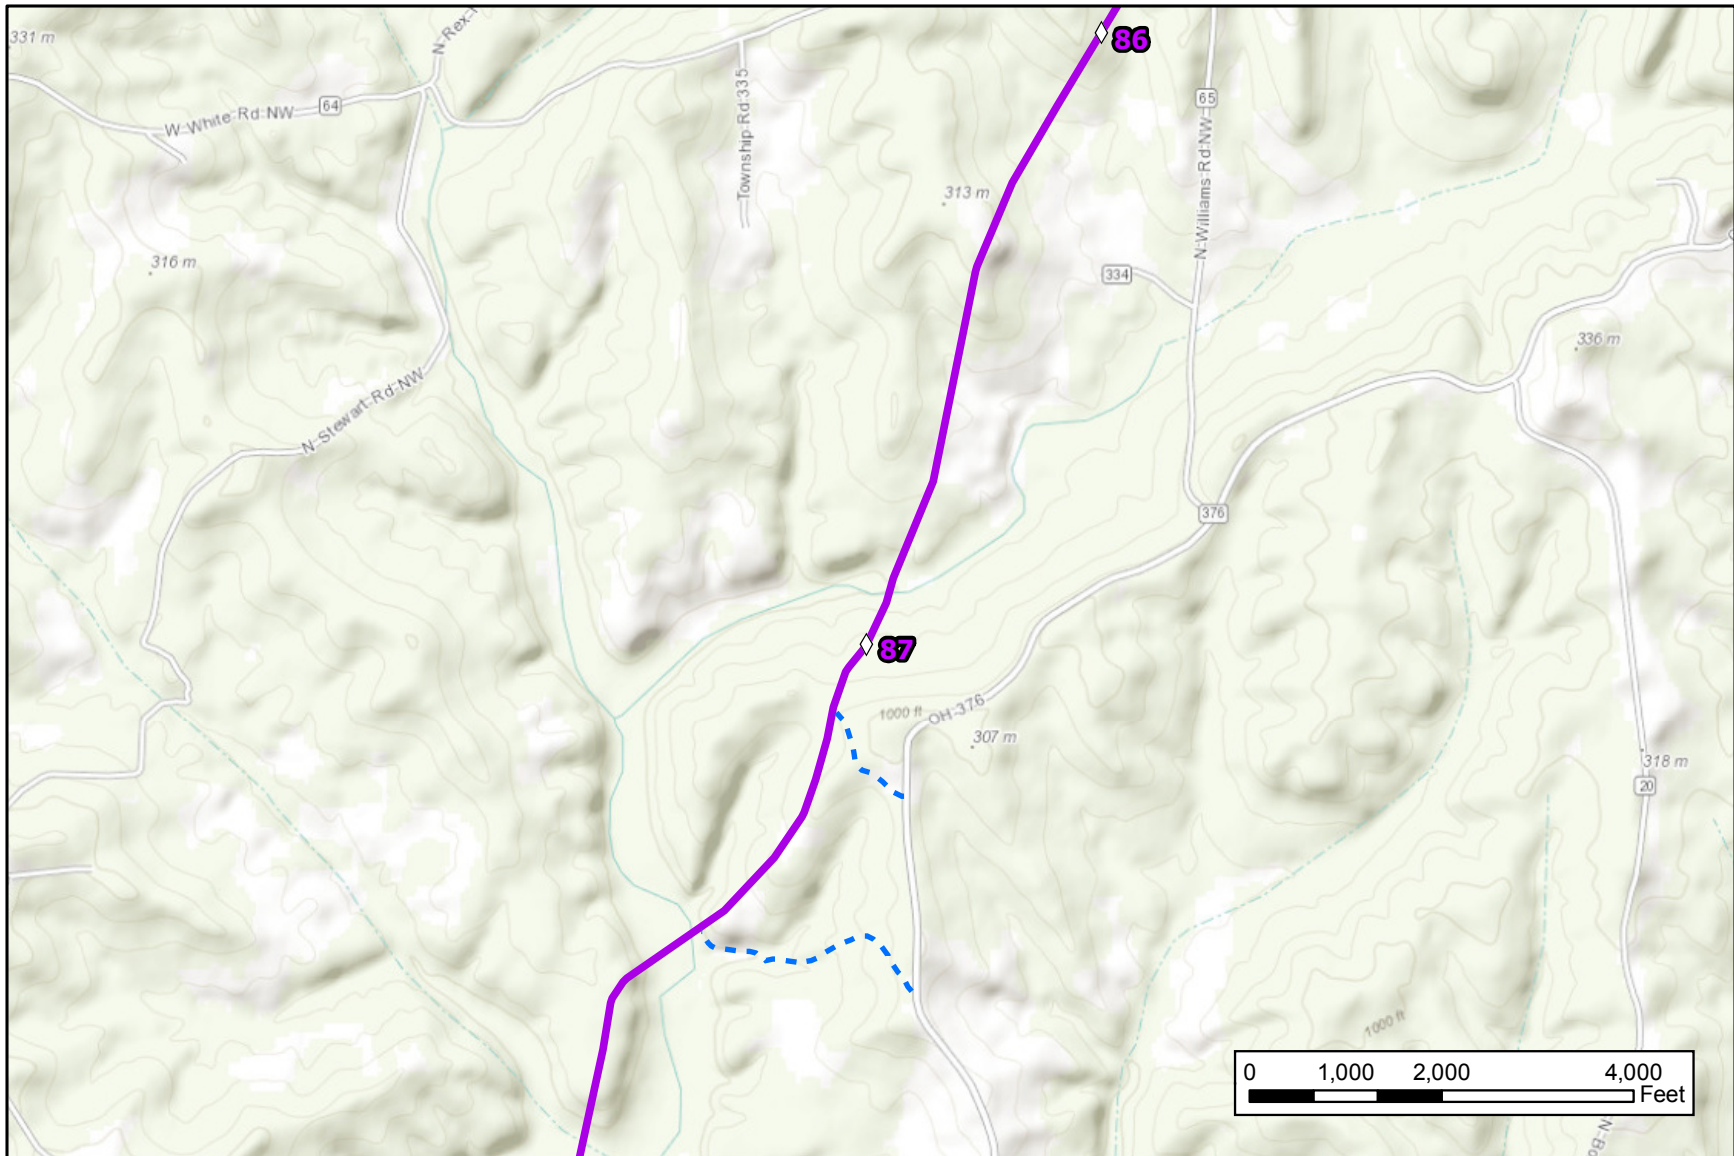 331 m
N-Rex-
86
W White Rd NW
64
Township Rd 335
65
N-Williams-Rd-NW
313 m
316 m
334
336 m
N-Stewart-Rd-NW
376
87
1000 ft
OH-376
307 m
318 m
20
1000 ft
0
1,000
2,000
4,000
Feet